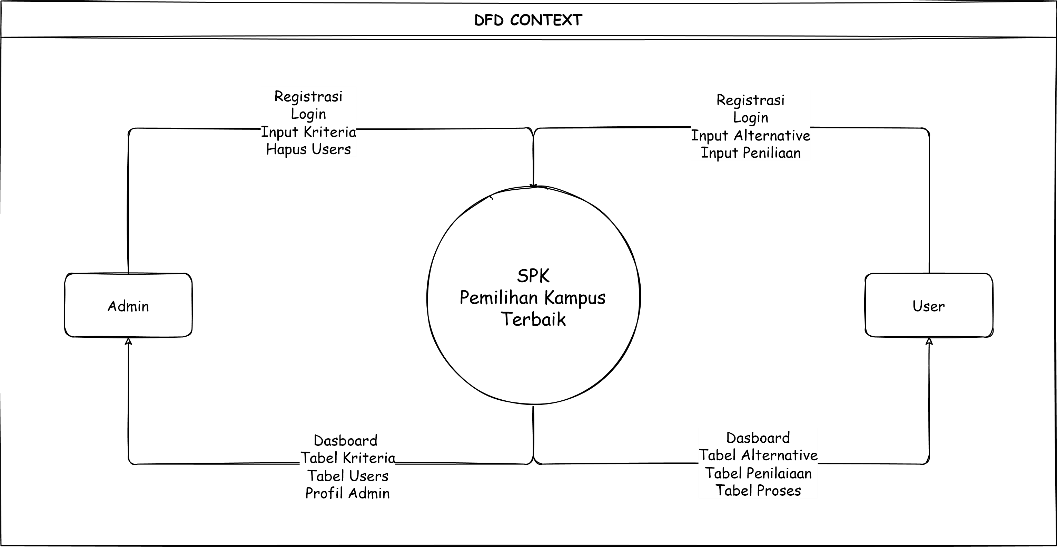 DFD CONTEXT
Registrasi
Login
Input Kriteria
Hapus Users
Registrasi
Login
Input Alternative
Input Peniliaan
Admin
SPK
Pemilihan Kampus
Terbaik
User
Dasboard
Tabel Kriteria
Tabel Users
Profil Admin
Dasboard
Tabel Alternative
Tabel Penilaiaan
Tabel Proses